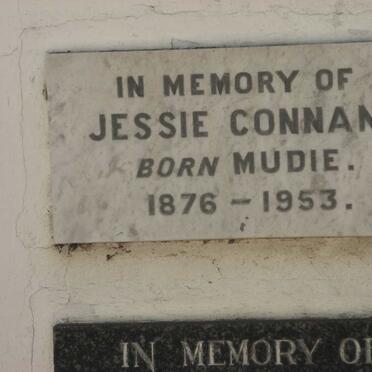 IN MEMORY OF
JESSIE CONNAN
BORN MUDIE.
1876 – 1953.
IN MEMORY OF